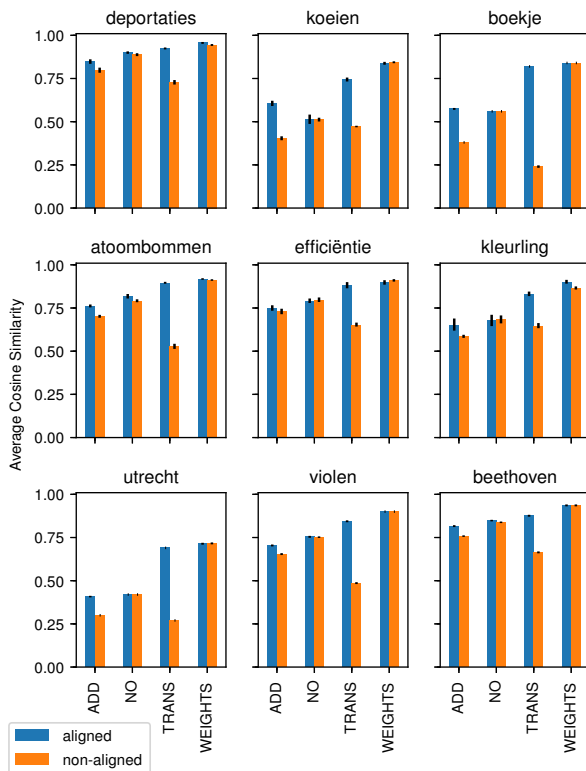 deportaties koeien boekje
1.00
0.75
0.50
0.25
0.00
atoombommen efficiëntie kleurling
1.00
0.75
0.50
0.25
0.00
Average Cosine Similarity
utrecht violen beethoven
1.00
0.75
0.50
0.25
0.00
ADD NO TRANS WEIGHTS ADD NO TRANS WEIGHTS ADD NO TRANS WEIGHTS
aligned
non-aligned